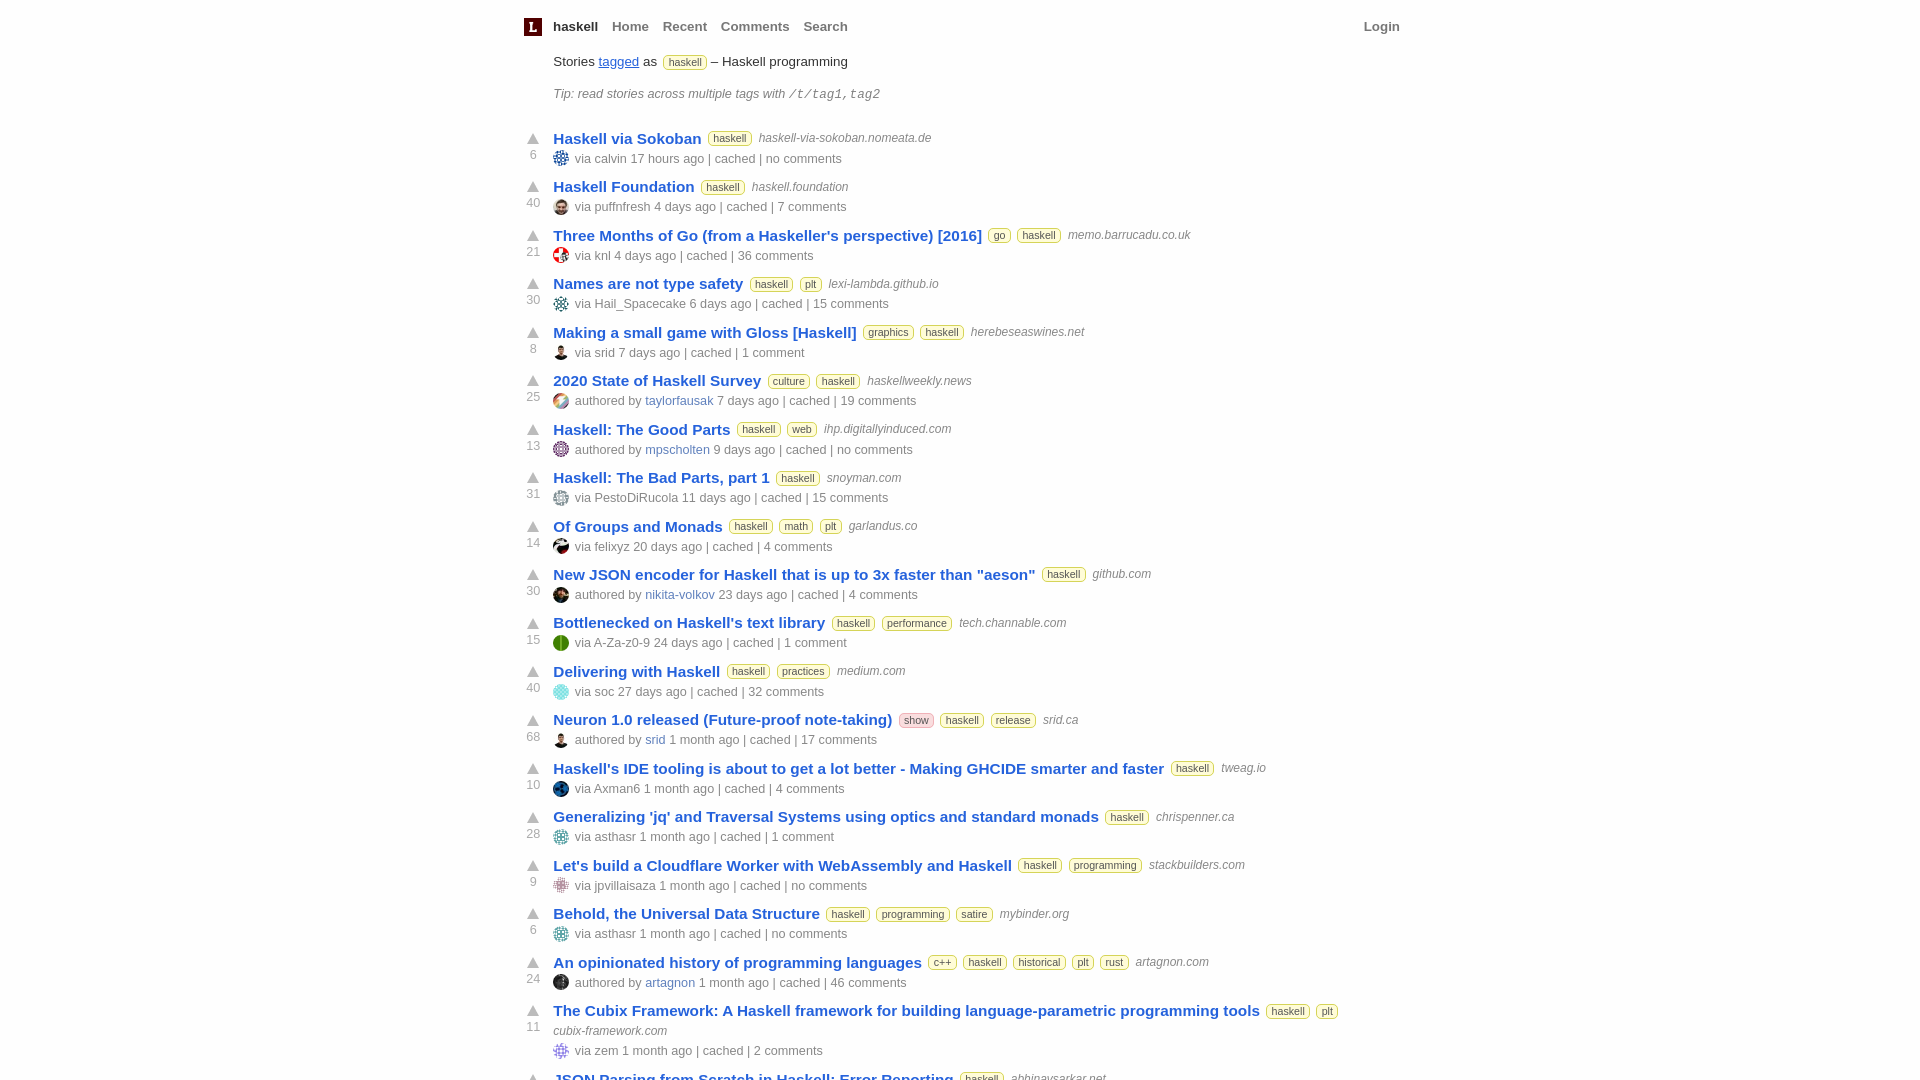 L haskell Home Recent Comments Search Login
Stories tagged as haskell – Haskell programming
Tip: read stories across multiple tags with /t/tag1,tag2
Haskell via Sokoban haskell haskell-via-sokoban.nomeata.de
6 via calvin 17 hours ago | cached | no comments
Haskell Foundation haskell haskell.foundation
40 via puffnfresh 4 days ago | cached | 7 comments
Three Months of Go (from a Haskeller's perspective) [2016] go haskell memo.barrucadu.co.uk
21 via knl 4 days ago | cached | 36 comments
Names are not type safety haskell plt lexi-lambda.github.io
30 via Hail_Spacecake 6 days ago | cached | 15 comments
Making a small game with Gloss [Haskell] graphics haskell herebeseaswines.net
8 via srid 7 days ago | cached | 1 comment
2020 State of Haskell Survey culture haskell haskellweekly.news
25 authored by taylorfausak 7 days ago | cached | 19 comments
Haskell: The Good Parts haskell web ihp.digitallyinduced.com
13 authored by mpscholten 9 days ago | cached | no comments
Haskell: The Bad Parts, part 1 haskell snoyman.com
31 via PestoDiRucola 11 days ago | cached | 15 comments
Of Groups and Monads haskell math plt garlandus.co
14 via felixyz 20 days ago | cached | 4 comments
New JSON encoder for Haskell that is up to 3x faster than "aeson" haskell github.com
30 authored by nikita-volkov 23 days ago | cached | 4 comments
Bottlenecked on Haskell's text library haskell performance tech.channable.com
15 via A-Za-z0-9 24 days ago | cached | 1 comment
Delivering with Haskell haskell practices medium.com
40 via soc 27 days ago | cached | 32 comments
Neuron 1.0 released (Future-proof note-taking) show haskell release srid.ca
68 authored by srid 1 month ago | cached | 17 comments
Haskell's IDE tooling is about to get a lot better - Making GHCIDE smarter and faster haskell tweag.io
10 via Axman6 1 month ago | cached | 4 comments
Generalizing 'jq' and Traversal Systems using optics and standard monads haskell chrispenner.ca
28 via asthasr 1 month ago | cached | 1 comment
Let's build a Cloudflare Worker with WebAssembly and Haskell haskell programming stackbuilders.com
9 via jpvillaisaza 1 month ago | cached | no comments
Behold, the Universal Data Structure haskell programming satire mybinder.org
6 via asthasr 1 month ago | cached | no comments
An opinionated history of programming languages c++ haskell historical plt rust artagnon.com
24 authored by artagnon 1 month ago | cached | 46 comments
The Cubix Framework: A Haskell framework for building language-parametric programming tools haskell plt
11 cubix-framework.com
via zem 1 month ago | cached | 2 comments
JSON Parsing from Scratch in Haskell: Error Reporting haskell abhinavsarkar.net